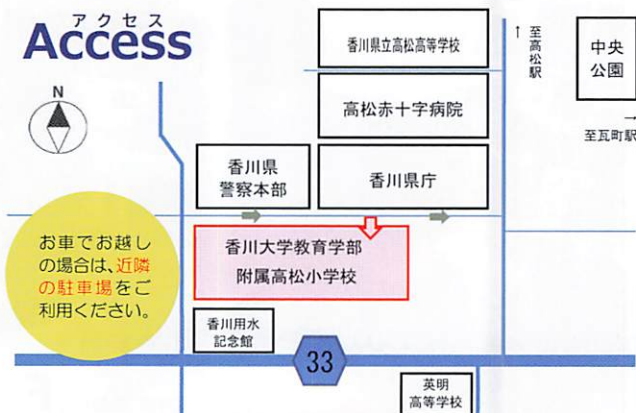 アクセス
Access
N
香川県立高松高等学校
↑至高松駅
中央
公園
高松赤十字病院
→
至瓦町駅
香川県
警察本部
香川県庁
お車でお越し
の場合は、近隣
の駐車場をご
利用ください。
香川大学教育学部
附属高松小学校
香川用水
記念館
33
英明
高等学校